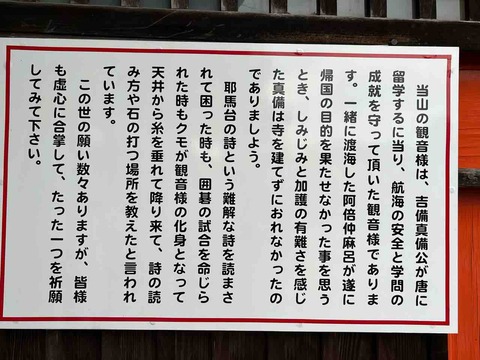 当山の観音様は、吉備真備公が唐に
留学するに当り、航海の安全と学問の
成就を守って頂いた観音様でありま
す。一緒に渡海した阿倍仲麻呂が遂に
帰国の目的を果たせなかった事を思う
とき、しみじみと加護の有難さを感じ
た真備は寺を建てずにおれなかったの
でありましよう。
耶馬台の詩という難解な詩を読まさ
れて困った時も、囲碁の試合を命じら
れた時もクモが観音様の化身となって
天井から糸を垂れて降り来て、詩の読
み方や石の打つ場所を教えたと言われ
ています。
この世の願い数々ありますが、皆様
も虚心に合掌して、たった一つを祈願
してみて下さい。